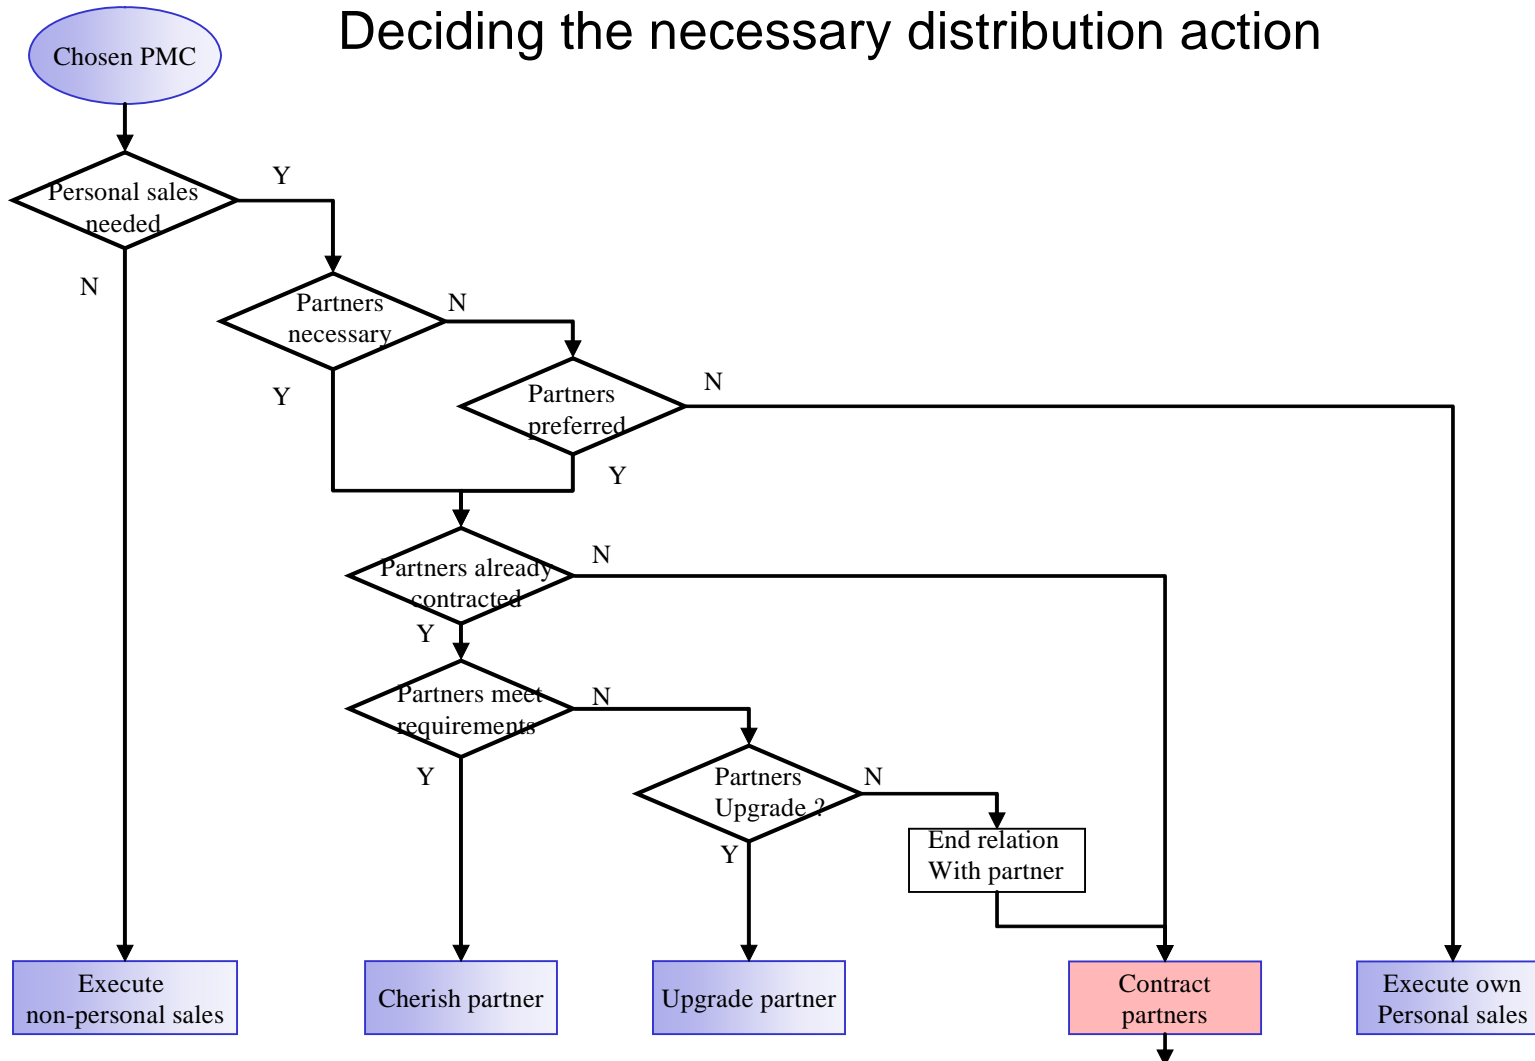 Deciding the necessary distribution action
Chosen PMC
Y
Personal sales
needed
N
Partners
necessary
N
Y
Partners
preferred
N
Y
Partners already
contracted
N
Y
Partners meet
requirements
N
Y
Partners
Upgrade ?
N
Y
End relation
With partner
Execute
non-personal sales
Cherish partner
Upgrade partner
Contract
partners
Execute own
Personal sales